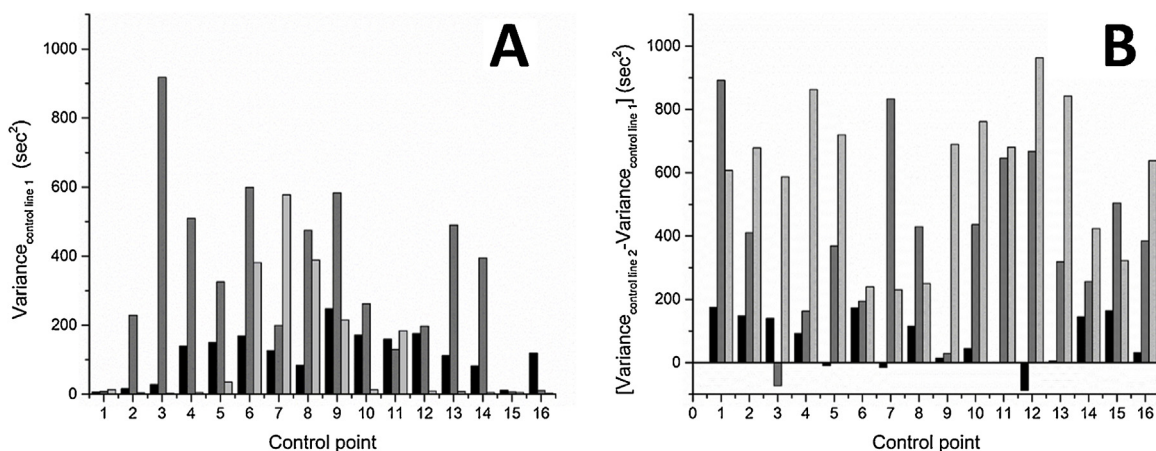 A
1000
800
600
400
200
0
Variance control line 1 (sec²)
1 2 3 4 5 6 7 8 9 10 11 12 13 14 15 16
Control point
B
1000
800
600
400
200
0
[Variance control line 2-Variance control line 1] (sec²)
0 1 2 3 4 5 6 7 8 9 10 11 12 13 14 15 16
Control point